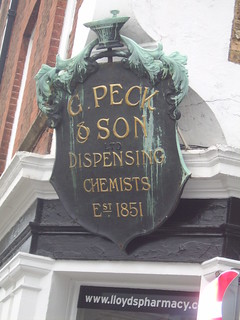 G. PECK
& SON
LTD
DISPENSING
CHEMISTS
EST 1851
www.lloydspharmacy.c